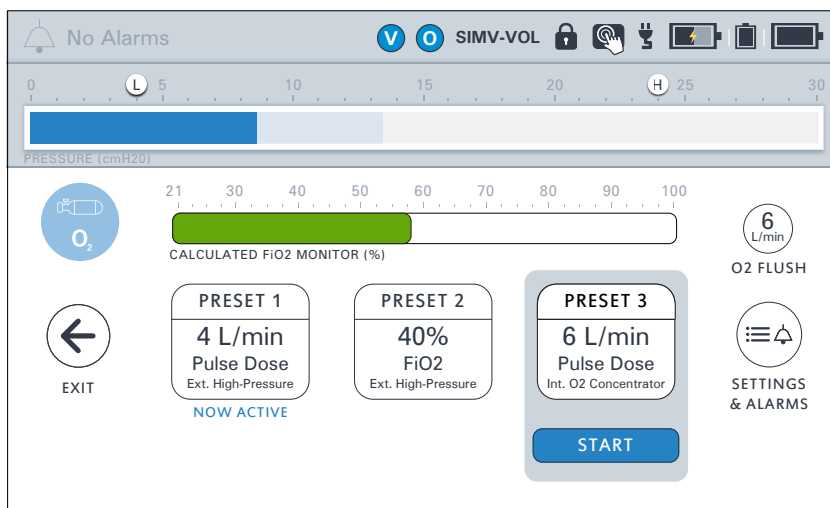 No Alarms
V O SIMV-VOL
0 L 5 10 15 20 H 25 30
PRESSURE (cmH20)
21 30 40 50 60 70 80 90 100
O2
CALCULATED FiO2 MONITOR (%)
6
L/min
O2 FLUSH
PRESET 1
4 L/min
Pulse Dose
Ext. High-Pressure
NOW ACTIVE
PRESET 2
40%
FiO2
Ext. High-Pressure
PRESET 3
6 L/min
Pulse Dose
Int. O2 Concentrator
START
EXIT
SETTINGS
& ALARMS